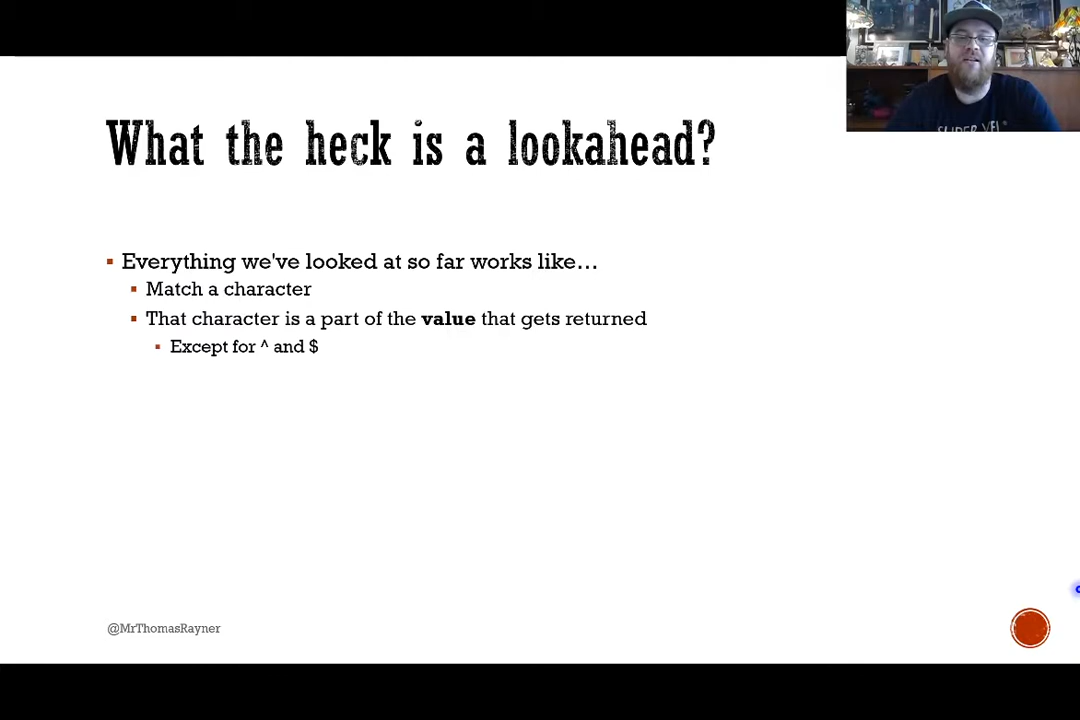 What the heck is a lookahead?
Everything we've looked at so far works like...
Match a character
That character is a part of the value that gets returned
Except for ^ and $
@MrThomasRayner